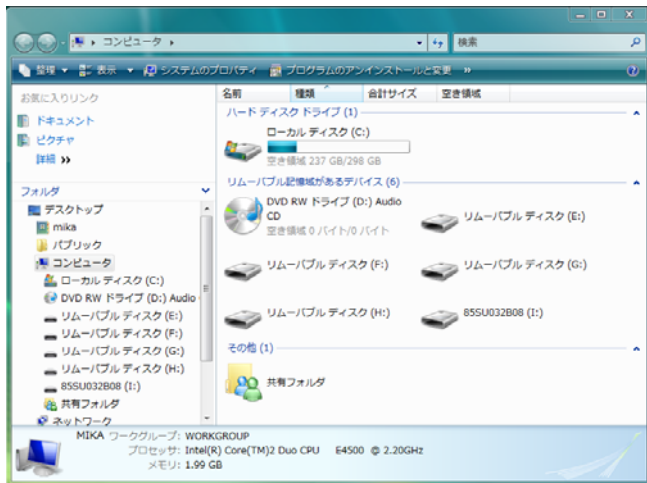 コンピュータ
検索
整理 表示 システムのプロパティ プログラムのアンインストールと変更 »
お気に入りリンク
ドキュメント
ピクチャ
詳細 »
フォルダ
デスクトップ
mika
パブリック
コンピュータ
ローカル ディスク (C:)
DVD RW ドライブ (D:) Audio
リムーバブル ディスク (E:)
リムーバブル ディスク (F:)
リムーバブル ディスク (G:)
リムーバブル ディスク (H:)
85SU032B08 (I:)
共有フォルダ
ネットワーク
名前 種類 合計サイズ 空き領域
ハード ディスク ドライブ (1)
ローカル ディスク (C:)
空き領域 237 GB/298 GB
リムーバブル記憶域があるデバイス (6)
DVD RW ドライブ (D:) Audio
CD
空き領域 0 バイト/0 バイト
リムーバブル ディスク (E:)
リムーバブル ディスク (F:)
リムーバブル ディスク (G:)
リムーバブル ディスク (H:)
85SU032B08 (I:)
その他 (1)
共有フォルダ
MIKA ワークグループ: WORKGROUP
プロセッサ: Intel(R) Core(TM)2 Duo CPU E4500 @ 2.20GHz
メモリ: 1.99 GB